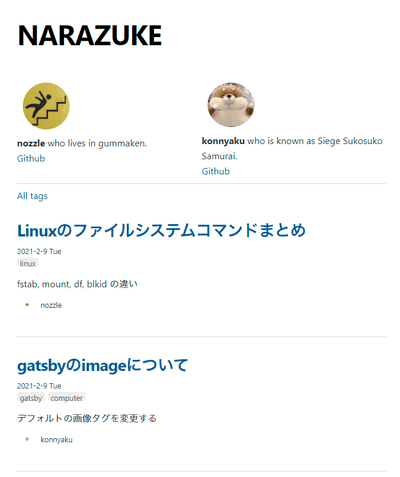 NARAZUKE
nozzle who lives in gummaken.
Github
konnyaku who is known as Siege Sukosuko
Samurai.
Github
All tags
Linuxのファイルシステムコマンドまとめ
2021-2-9 Tue
linux
fstab, mount, df, blkid の違い
nozzle
gatsbyのimageについて
2021-2-9 Tue
gatsby computer
デフォルトの画像タグを変更する
konnyaku